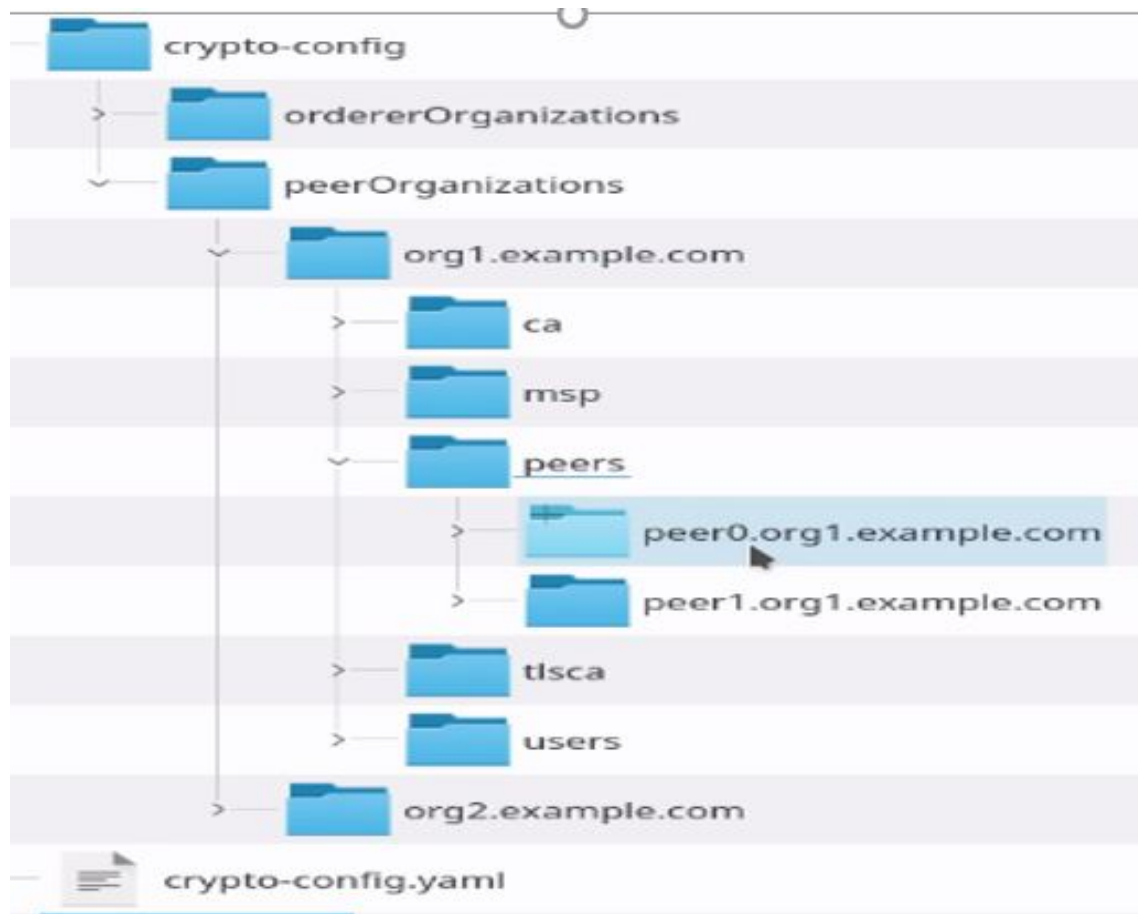 crypto-config
ordererOrganizations
peerOrganizations
org1.example.com
ca
msp
peers
peer0.org1.example.com
peer1.org1.example.com
tlsca
users
org2.example.com
crypto-config.yaml